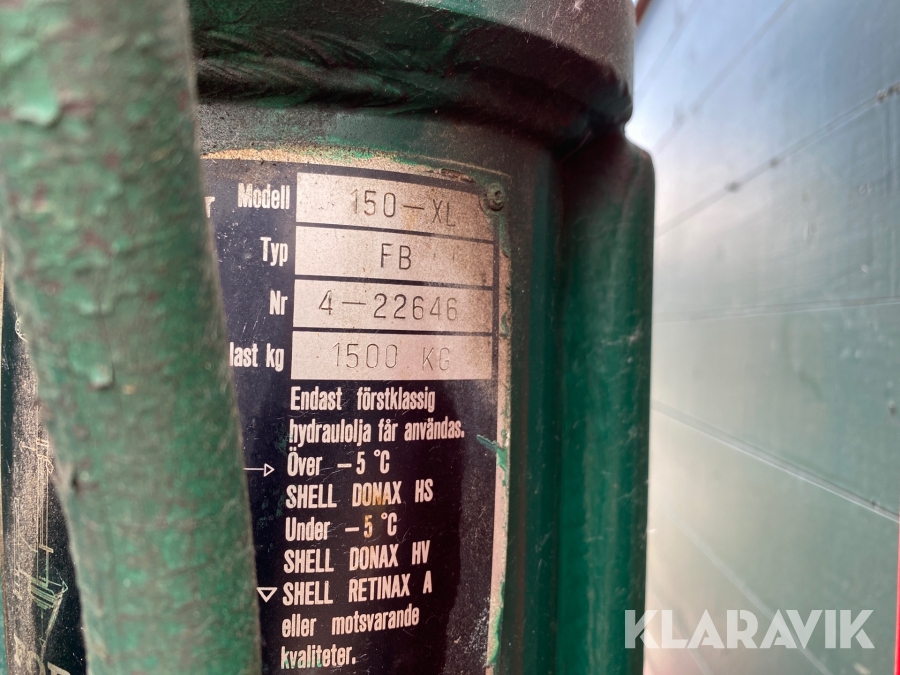 Modell 150-XL
Typ FB
Nr 4-22646
last kg 1500 KG
Endast förstklassig
hydraulolja får användas.
Över -5 °C
SHELL DONAX HS
Under -5 °C
SHELL DONAX HV
SHELL RETINAX A
eller motsvarande
kvaliteter.
KLARAVIK